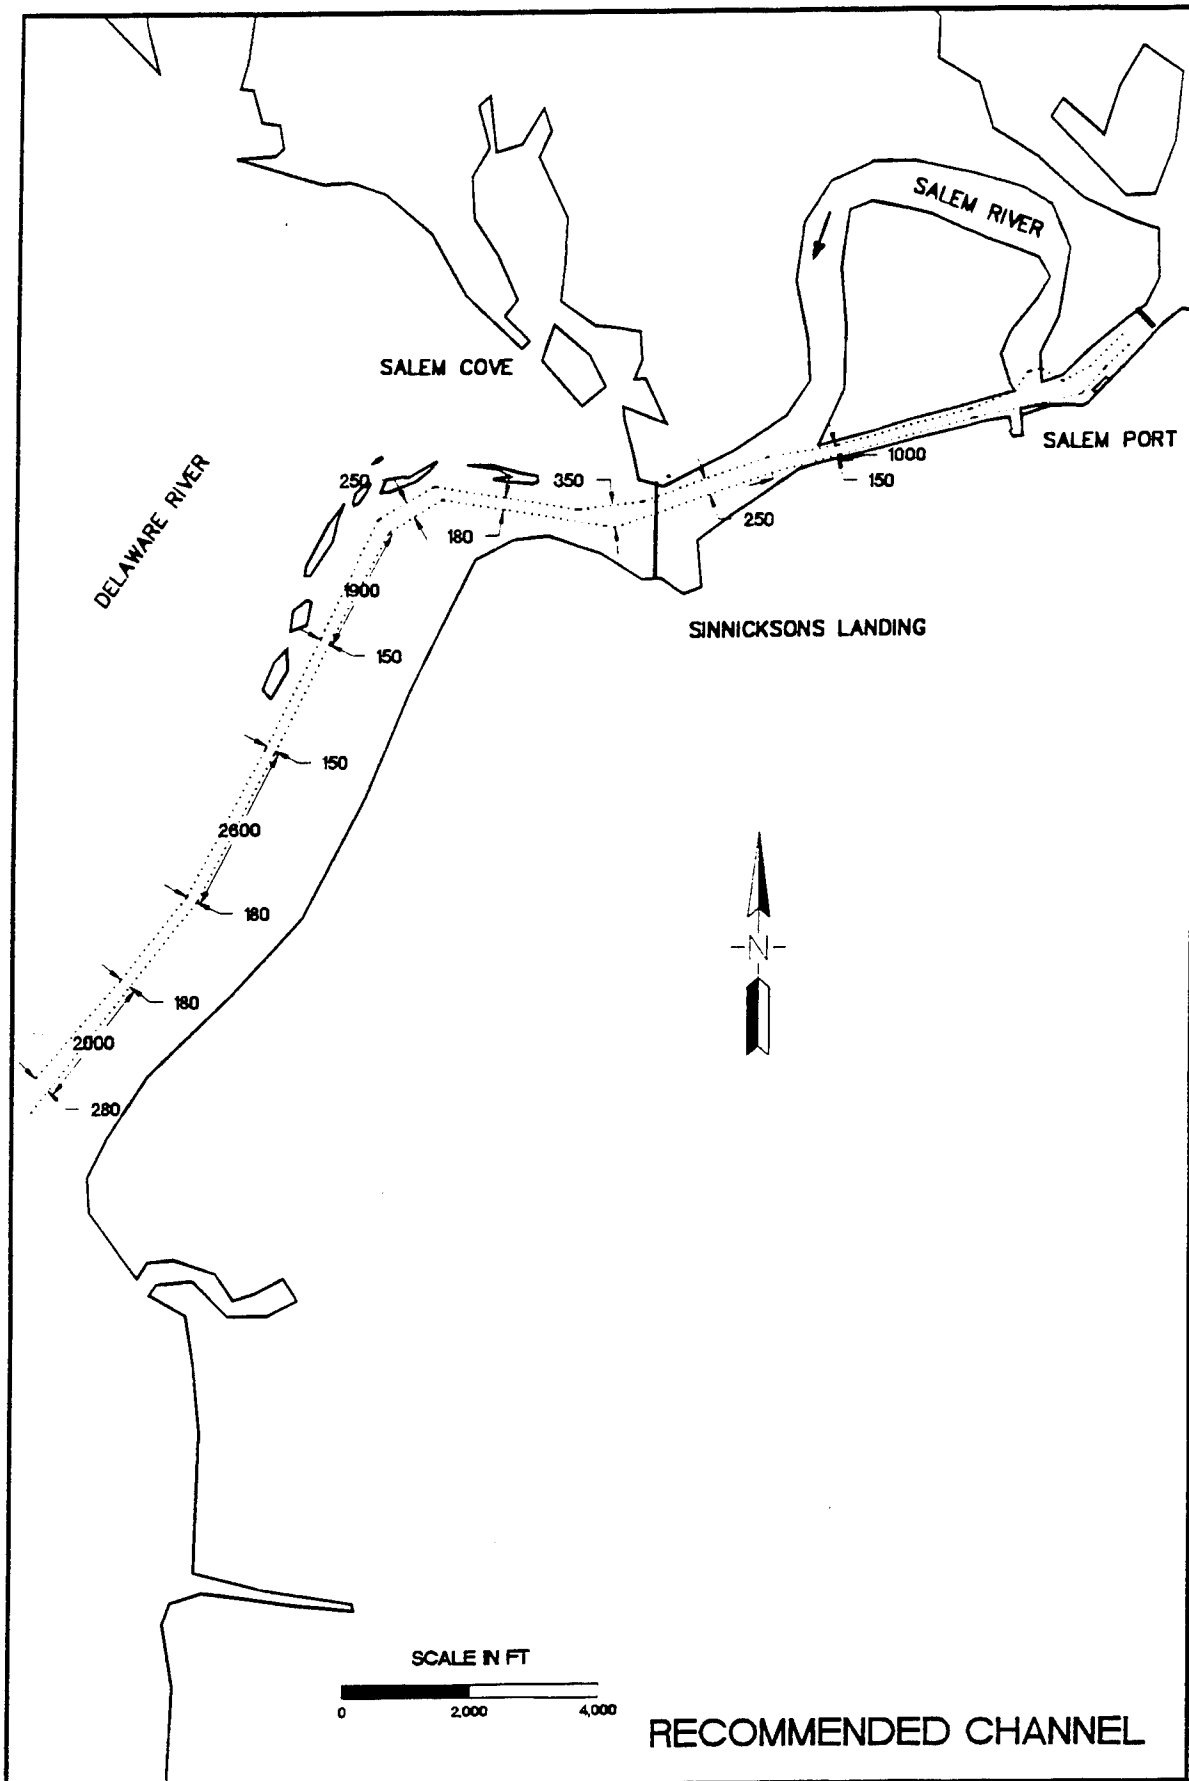 SALEM RIVER
SALEM COVE
SALEM PORT
1000
150
250
350
DELAWARE RIVER
180
250
1900
SINNICKSONS LANDING
150
150
2600
180
N
180
2000
280
SCALE IN FT
0 2,000 4,000
RECOMMENDED CHANNEL